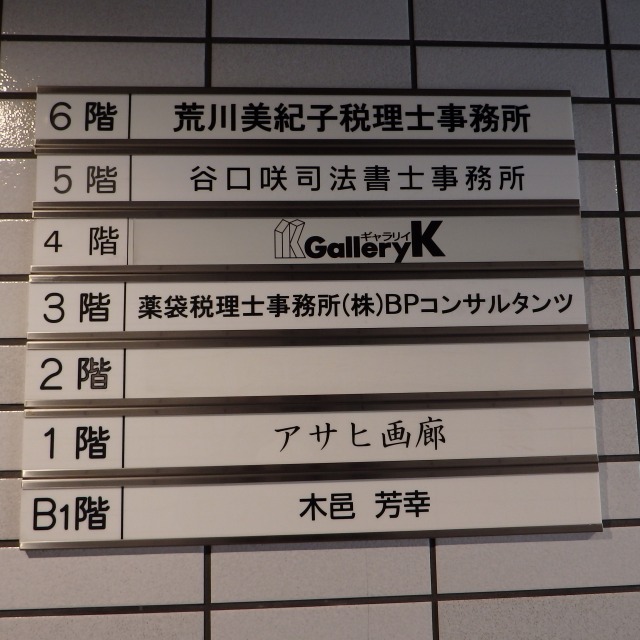 6階 荒川美紀子税理士事務所
5階 谷口咲司法書士事務所
4階 GalleryK ギャラリイ
3階 薬袋税理士事務所(株)BPコンサルタンツ
2階
1階 アサヒ画廊
B1階 木邑 芳幸